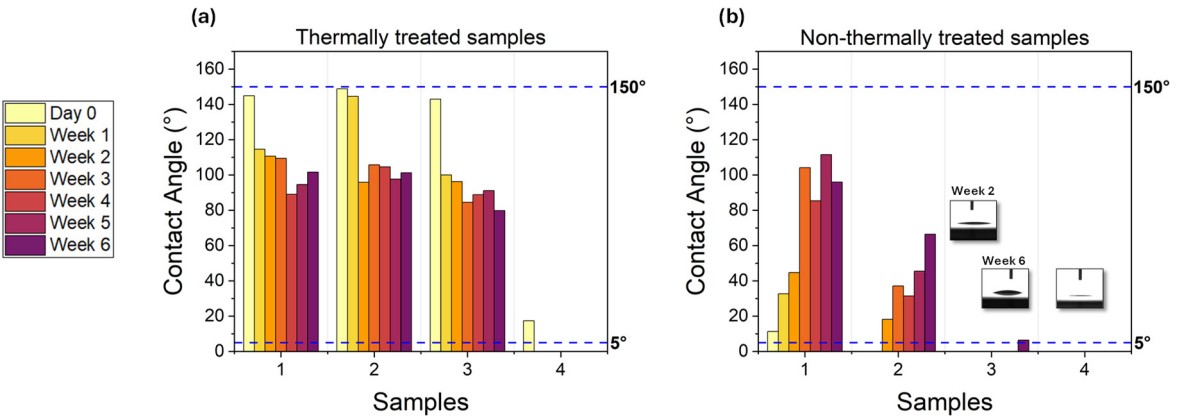 (a)
Thermally treated samples
Day 0
Week 1
Week 2
Week 3
Week 4
Week 5
Week 6
Contact Angle (°)
160
140
120
100
80
60
40
20
0
150°
5°
1 2 3 4
Samples
(b)
Non-thermally treated samples
Contact Angle (°)
160
140
120
100
80
60
40
20
0
Week 2
Week 6
150°
5°
1 2 3 4
Samples